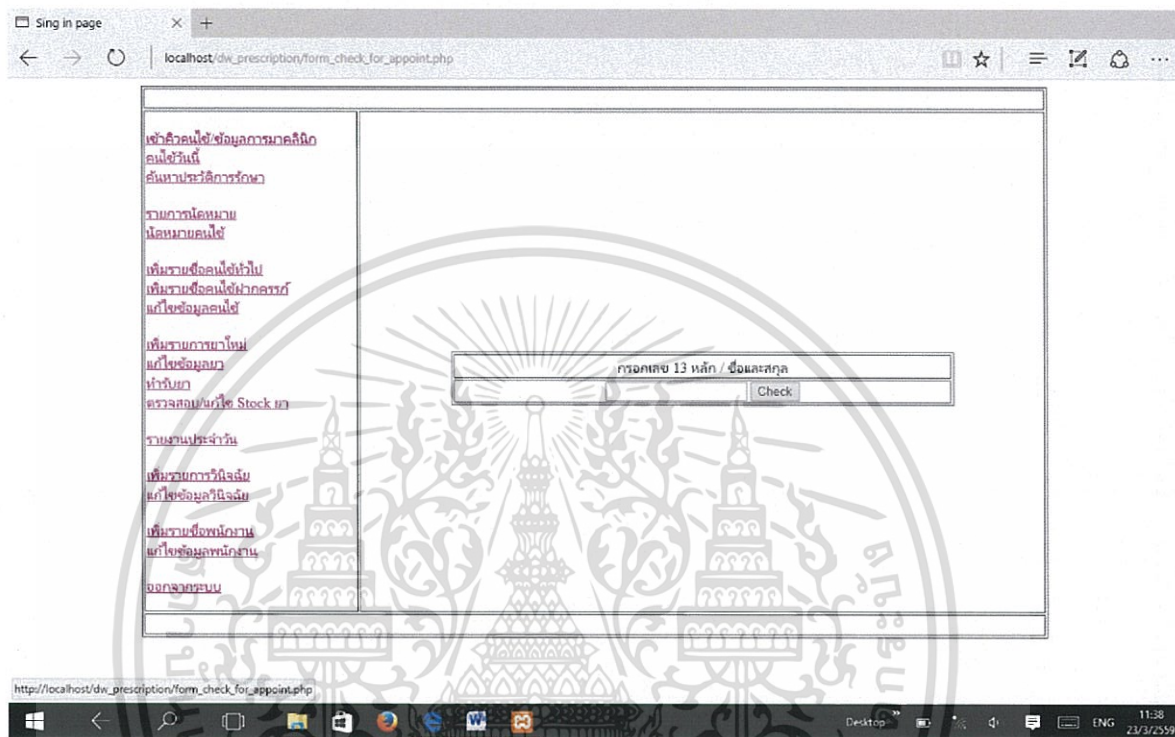 Sing in page
localhost/dw_prescription/form_check_for_appoint.php
เข้าคิวคนไข้/ข้อมูลการมาคลินิก
คนไข้วันนี้
ค้นหาประวัติการรักษา
รายการนัดหมาย
นัดหมายคนไข้
เพิ่มรายชื่อคนไข้ทั่วไป
เพิ่มรายชื่อคนไข้ฝากครรภ์
แก้ไขข้อมูลคนไข้
เพิ่มรายการยาใหม่
แก้ไขข้อมูลยา
ทำรับยา
ตรวจสอบ/แก้ไข Stock ยา
รายงานประจำวัน
เพิ่มรายการวินิจฉัย
แก้ไขข้อมูลวินิจฉัย
เพิ่มรายชื่อพนักงาน
แก้ไขข้อมูลพนักงาน
ออกจากระบบ
กรอกเลข 13 หลัก / ชื่อและสกุล
Check
http://localhost/dw_prescription/form_check_for_appoint.php
Desktop
ENG
11:38
23/3/2559